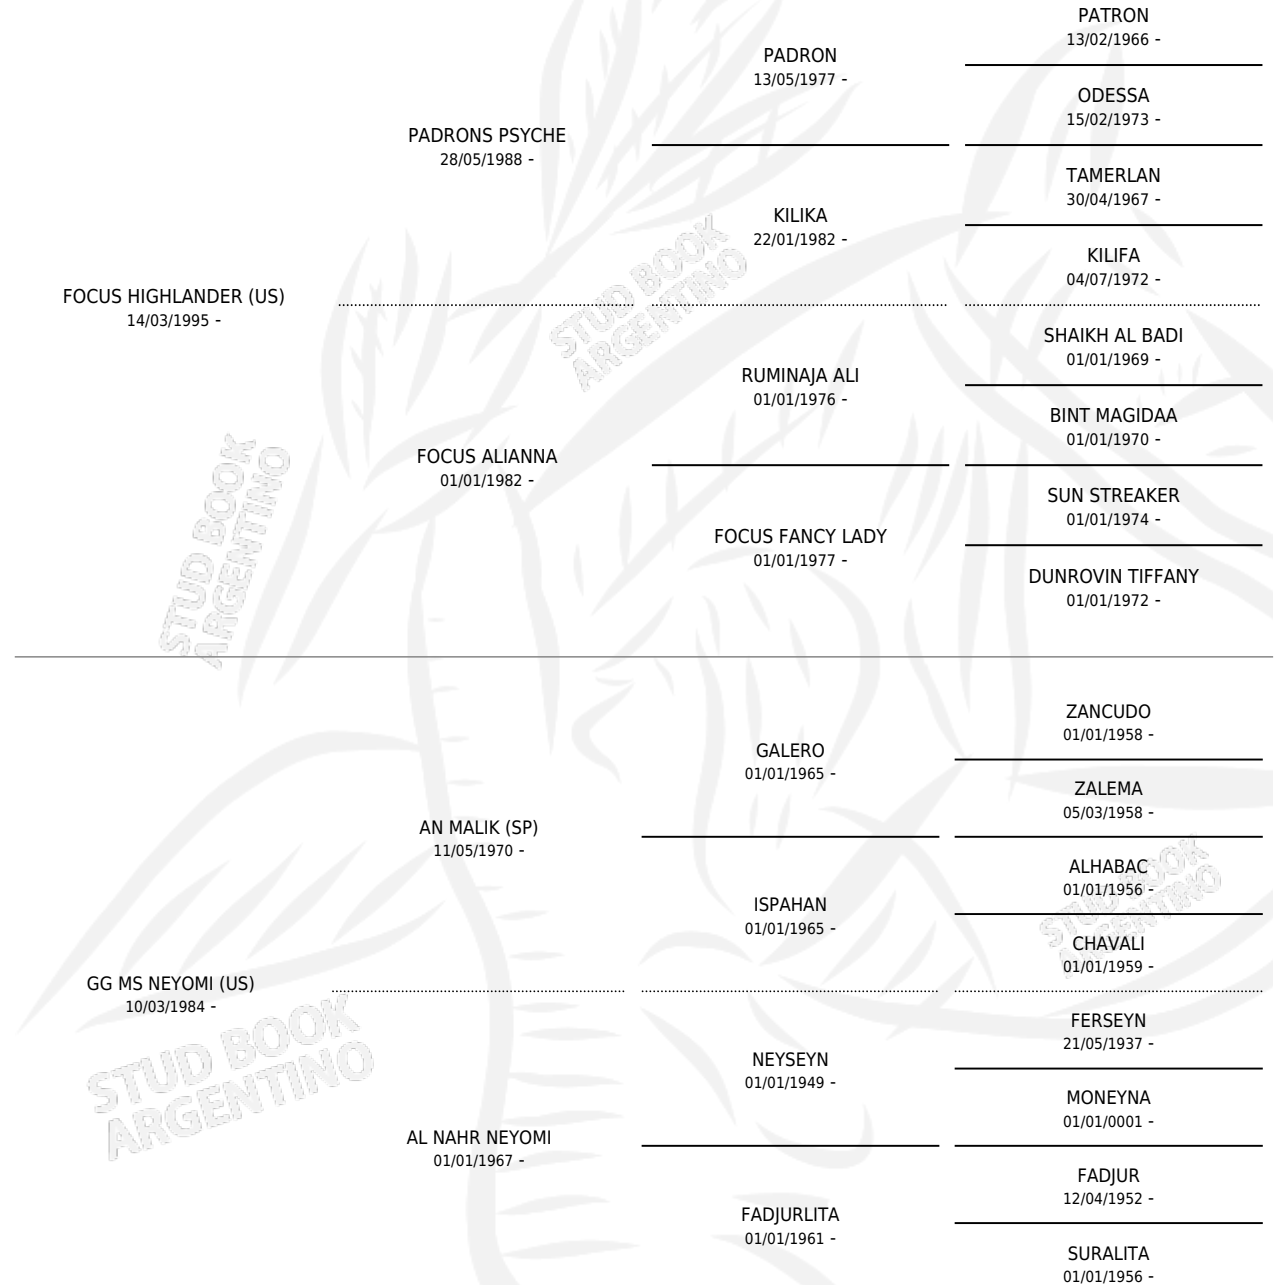 PATRON
13/02/1966 -
PADRON
13/05/1977 -
ODESSA
15/02/1973 -
PADRONS PSYCHE
28/05/1988 -
TAMERLAN
30/04/1967 -
KILIKA
22/01/1982 -
KILIFA
04/07/1972 -
FOCUS HIGHLANDER (US)
14/03/1995 -
SHAIKH AL BADI
01/01/1969 -
RUMINAJA ALI
01/01/1976 -
BINT MAGIDAA
01/01/1970 -
FOCUS ALIANNA
01/01/1982 -
SUN STREAKER
01/01/1974 -
FOCUS FANCY LADY
01/01/1977 -
DUNROVIN TIFFANY
01/01/1972 -
ZANCUDO
01/01/1958 -
GALERO
01/01/1965 -
ZALEMA
05/03/1958 -
AN MALIK (SP)
11/05/1970 -
ALHABAC
01/01/1956 -
ISPAHAN
01/01/1965 -
CHAVALI
01/01/1959 -
GG MS NEYOMI (US)
10/03/1984 -
FERSEYN
21/05/1937 -
NEYSEYN
01/01/1949 -
MONEYNA
01/01/0001 -
AL NAHR NEYOMI
01/01/1967 -
FADJUR
12/04/1952 -
FADJURLITA
01/01/1961 -
SURALITA
01/01/1956 -
STUD BOOK
ARGENTINO
STUD BOOK
ARGENTINO
STUD BOOK
ARGENTINO
STUD BOOK
ARGENTINO